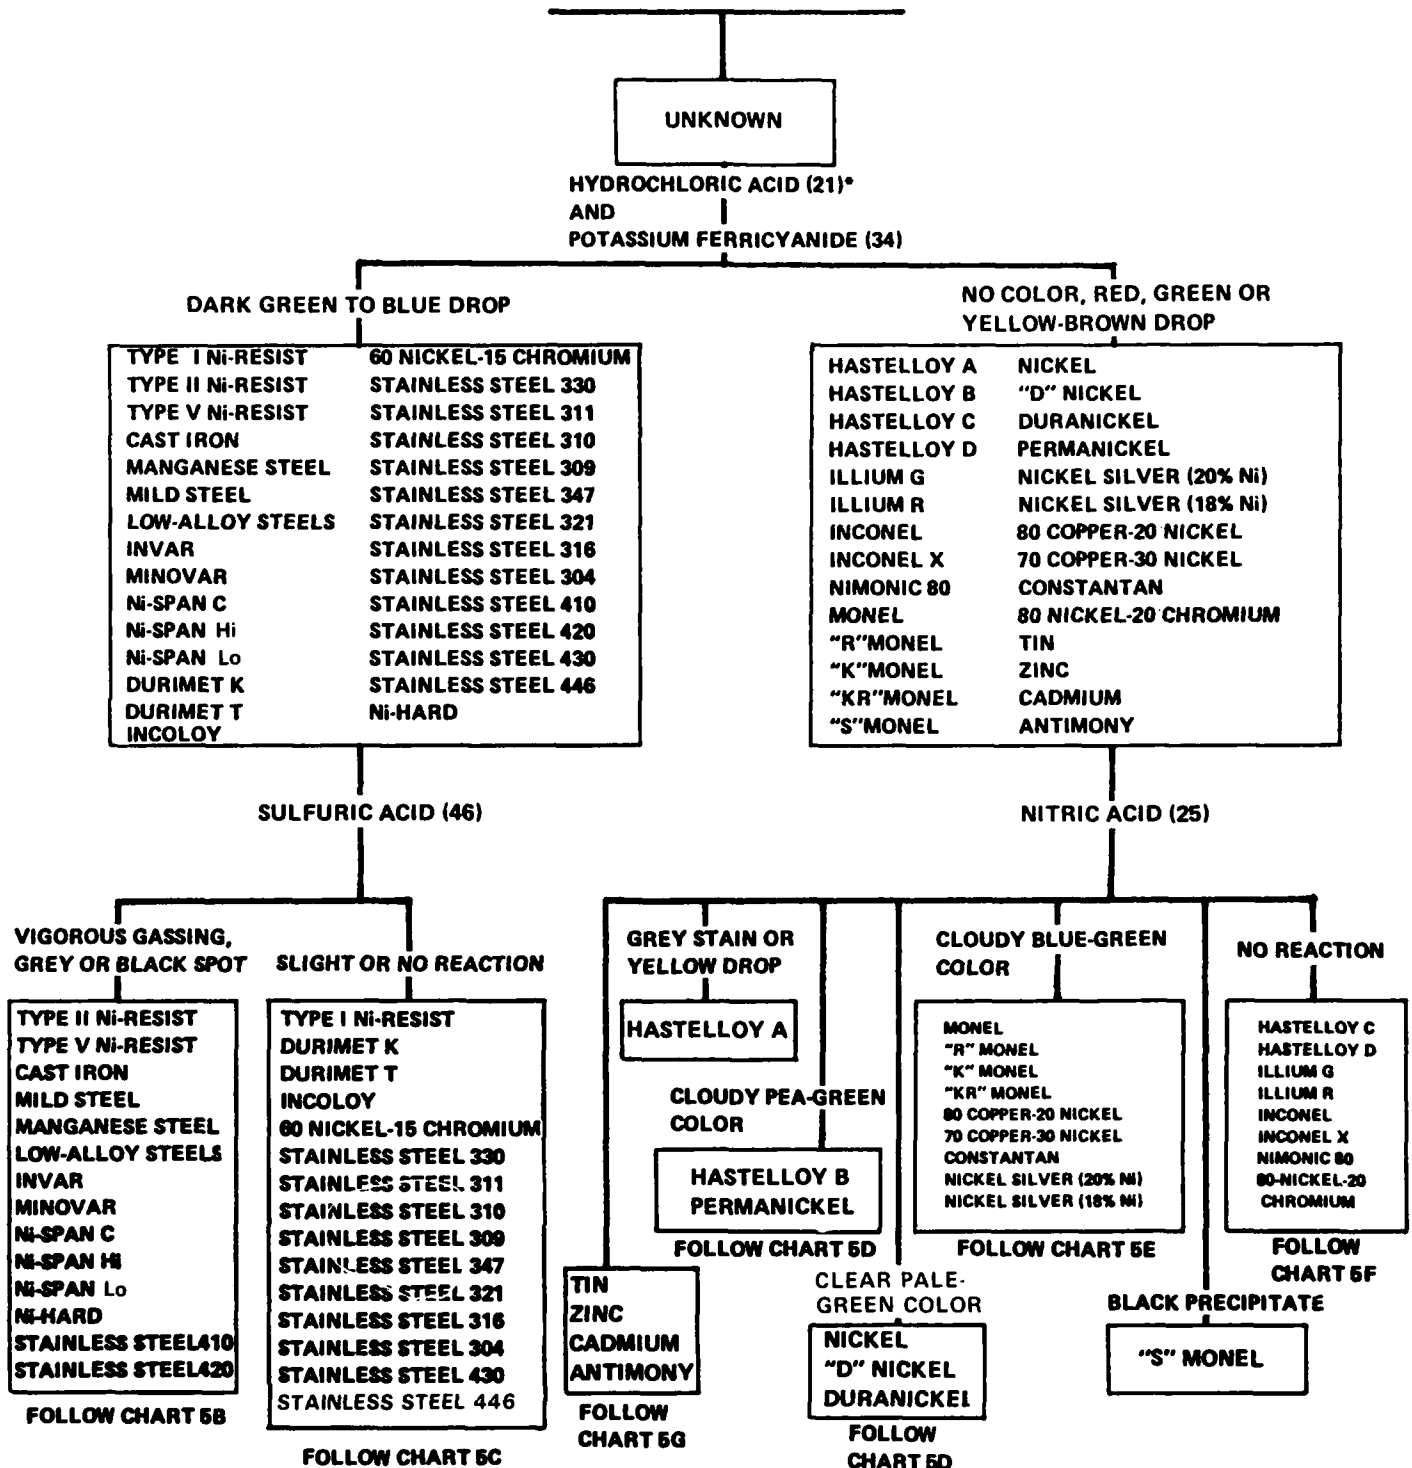 UNKNOWN
HYDROCHLORIC ACID (21)*
AND
POTASSIUM FERRICYANIDE (34)
DARK GREEN TO BLUE DROP
TYPE I Ni-RESIST 60 NICKEL-15 CHROMIUM
TYPE II Ni-RESIST STAINLESS STEEL 330
TYPE V Ni-RESIST STAINLESS STEEL 311
CAST IRON STAINLESS STEEL 310
MANGANESE STEEL STAINLESS STEEL 309
MILD STEEL STAINLESS STEEL 347
LOW-ALLOY STEELS STAINLESS STEEL 321
INVAR STAINLESS STEEL 316
MINOVAR STAINLESS STEEL 304
Ni-SPAN C STAINLESS STEEL 410
Ni-SPAN Hi STAINLESS STEEL 420
Ni-SPAN Lo STAINLESS STEEL 430
DURIMET K STAINLESS STEEL 446
DURIMET T Ni-HARD
INCOLOY
NO COLOR, RED, GREEN OR
YELLOW-BROWN DROP
HASTELLOY A NICKEL
HASTELLOY B "D" NICKEL
HASTELLOY C DURANICKEL
HASTELLOY D PERMANICKEL
ILLIUM G NICKEL SILVER (20% Ni)
ILLIUM R NICKEL SILVER (18% Ni)
INCONEL 80 COPPER-20 NICKEL
INCONEL X 70 COPPER-30 NICKEL
NIMONIC 80 CONSTANTAN
MONEL 80 NICKEL-20 CHROMIUM
"R"MONEL TIN
"K"MONEL ZINC
"KR"MONEL CADMIUM
"S"MONEL ANTIMONY
SULFURIC ACID (46)
NITRIC ACID (25)
VIGOROUS GASSING,
GREY OR BLACK SPOT
TYPE II Ni-RESIST
TYPE V Ni-RESIST
CAST IRON
MILD STEEL
MANGANESE STEEL
LOW-ALLOY STEELS
INVAR
MINOVAR
Ni-SPAN C
Ni-SPAN Hi
Ni-SPAN Lo
Ni-HARD
STAINLESS STEEL410
STAINLESS STEEL420
FOLLOW CHART 5B
SLIGHT OR NO REACTION
TYPE I Ni-RESIST
DURIMET K
DURIMET T
INCOLOY
60 NICKEL-15 CHROMIUM
STAINLESS STEEL 330
STAINLESS STEEL 311
STAINLESS STEEL 310
STAINLESS STEEL 309
STAINLESS STEEL 347
STAINLESS STEEL 321
STAINLESS STEEL 316
STAINLESS STEEL 304
STAINLESS STEEL 430
STAINLESS STEEL 446
FOLLOW CHART 5C
TIN
ZINC
CADMIUM
ANTIMONY
FOLLOW
CHART 5G
GREY STAIN OR
YELLOW DROP
HASTELLOY A
CLOUDY PEA-GREEN
COLOR
HASTELLOY B
PERMANICKEL
FOLLOW CHART 5D
CLEAR PALE-
GREEN COLOR
NICKEL
"D" NICKEL
DURANICKEL
FOLLOW
CHART 5D
CLOUDY BLUE-GREEN
COLOR
MONEL
"R" MONEL
"K" MONEL
"KR" MONEL
80 COPPER-20 NICKEL
70 COPPER-30 NICKEL
CONSTANTAN
NICKEL SILVER (20% Ni)
NICKEL SILVER (18% Ni)
FOLLOW CHART 5E
BLACK PRECIPITATE
"S" MONEL
NO REACTION
HASTELLOY C
HASTELLOY D
ILLIUM G
ILLIUM R
INCONEL
INCONEL X
NIMONIC 80
80-NICKEL-20
CHROMIUM
FOLLOW
CHART 5F